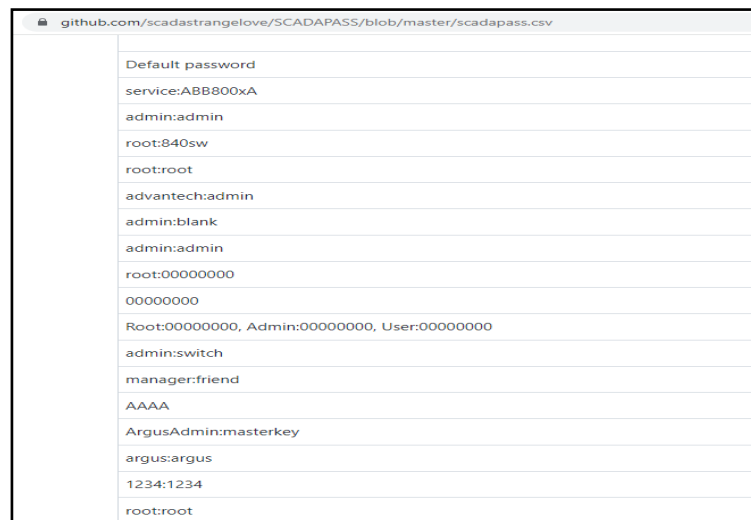 github.com/scadastrangelove/SCADAPASS/blob/master/scadapass.csv
Default password
service:ABB800xA
admin:admin
root:840sw
root:root
advantech:admin
admin:blank
admin:admin
root:00000000
00000000
Root:00000000, Admin:00000000, User:00000000
admin:switch
manager:friend
AAAA
ArgusAdmin:masterkey
argus:argus
1234:1234
root:root